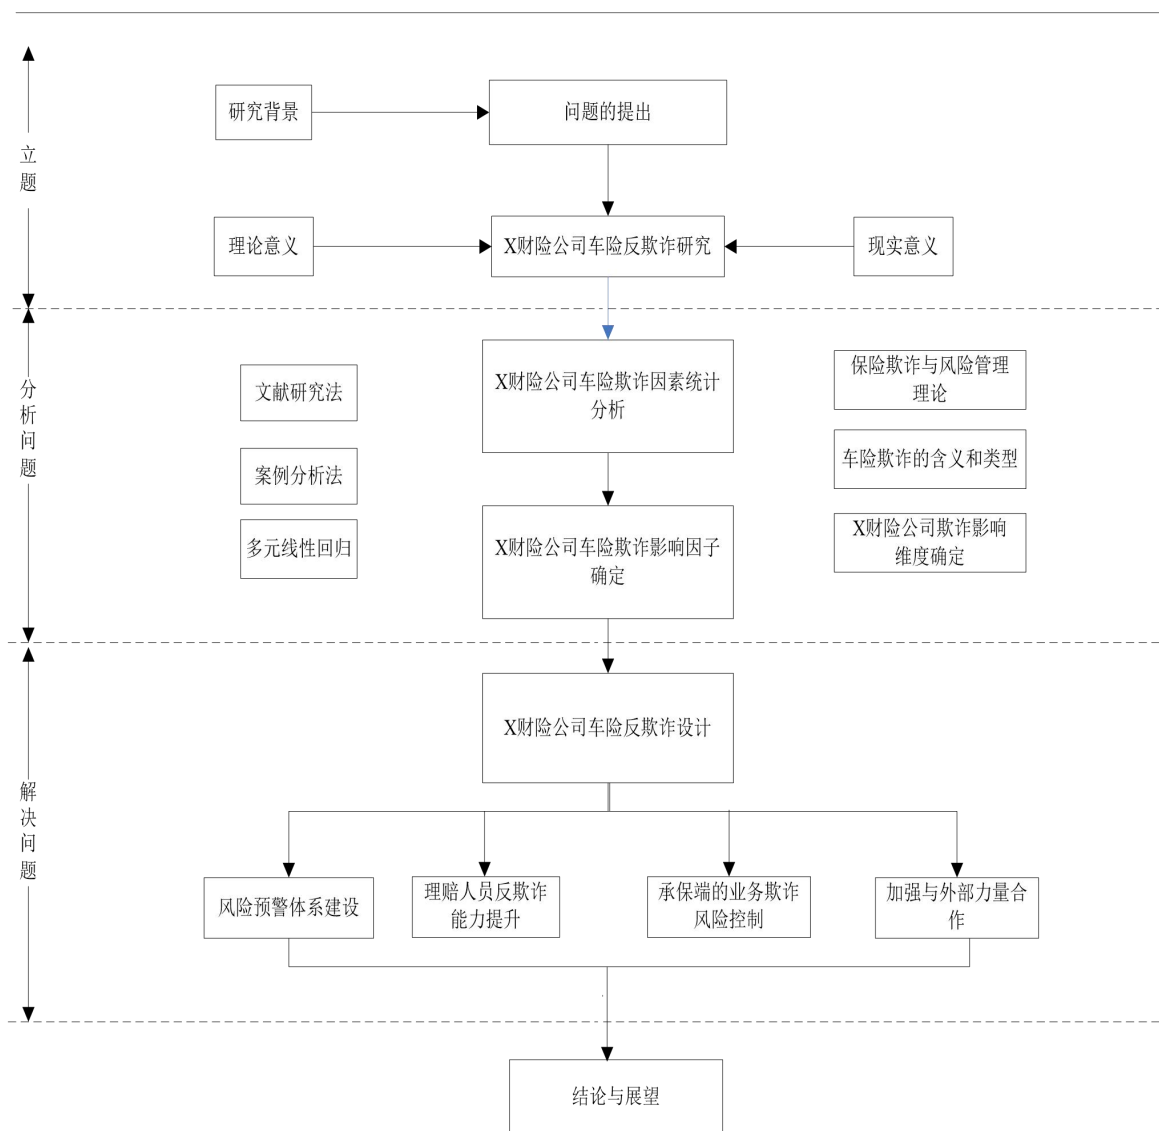 立题
研究背景
问题的提出
理论意义
X财险公司车险反欺诈研究
现实意义
分析问题
文献研究法
案例分析法
多元线性回归
X财险公司车险欺诈因素统计
分析
X财险公司车险欺诈影响因子
确定
保险欺诈与风险管理
理论
车险欺诈的含义和类型
X财险公司欺诈影响
维度确定
解决问题
X财险公司车险反欺诈设计
风险预警体系建设
理赔人员反欺诈
能力提升
承保端的业务欺诈
风险控制
加强与外部力量合
作
结论与展望